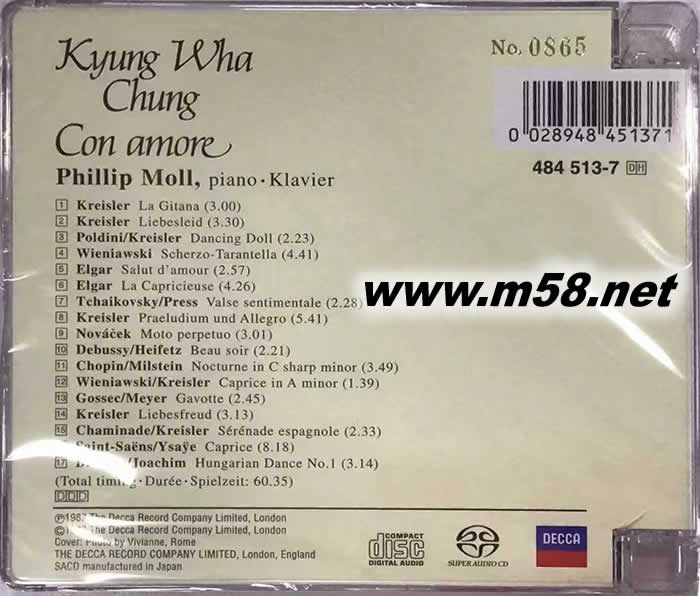 Kyung Wha
Chung
Con amore
Phillip Moll, piano · Klavier
No. 0865
0 028948 451371
484 513-7 DH
1 Kreisler La Gitana (3.00)
2 Kreisler Liebesleid (3.30)
3 Poldini/Kreisler Dancing Doll (2.23)
4 Wieniawski Scherzo-Tarantella (4.41)
5 Elgar Salut d'amour (2.57)
6 Elgar La Capricieuse (4.26)
7 Tchaikovsky/Press Valse sentimentale (2.28)
8 Kreisler Praeludium und Allegro (5.41)
9 Nováček Moto perpetuo (3.01)
10 Debussy/Heifetz Beau soir (2.21)
11 Chopin/Milstein Nocturne in C sharp minor (3.49)
12 Wieniawski/Kreisler Caprice in A minor (1.39)
13 Gossec/Meyer Gavotte (2.45)
14 Kreisler Liebesfreud (3.13)
15 Chaminade/Kreisler Sérénade espagnole (2.33)
Saint-Saëns/Ysaÿe Caprice (8.18)
17 /Joachim Hungarian Dance No.1 (3.14)
(Total timing · Durée · Spielzeit: 60.35)
DDD
www.m58.net
℗1987 The Decca Record Company Limited, London
© The Decca Record Company Limited, London
Cover: Photo by Vivianne, Rome
THE DECCA RECORD COMPANY LIMITED, London, England
SACD manufactured in Japan
COMPACT
disc
DIGITAL AUDIO
SUPER AUDIO CD
DECCA